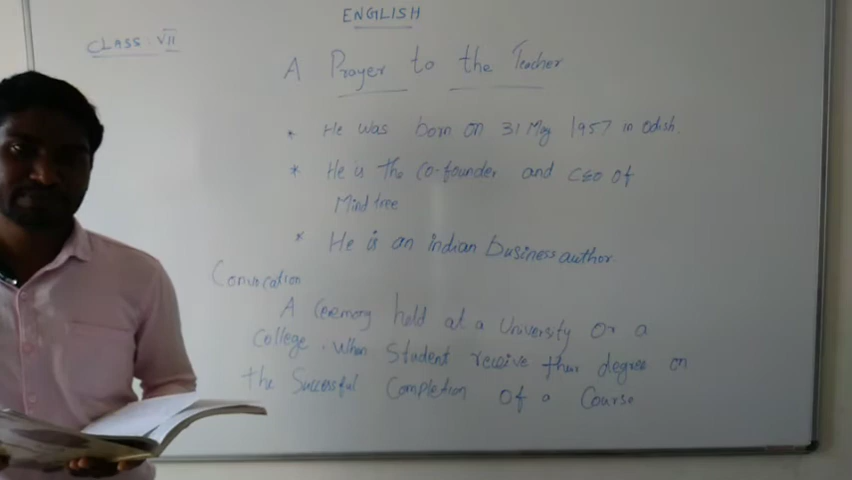 ENGLISH
CLASS : VII
A Prayer to the Teacher
* He was born on 31 May 1957 in Odish.
* He is the co-founder and CEO of
Mind tree
* He is an indian business author
Convocation
A Ceremony held at a University or a
College. When Student receive their degree on
the Successful Completion of a Course